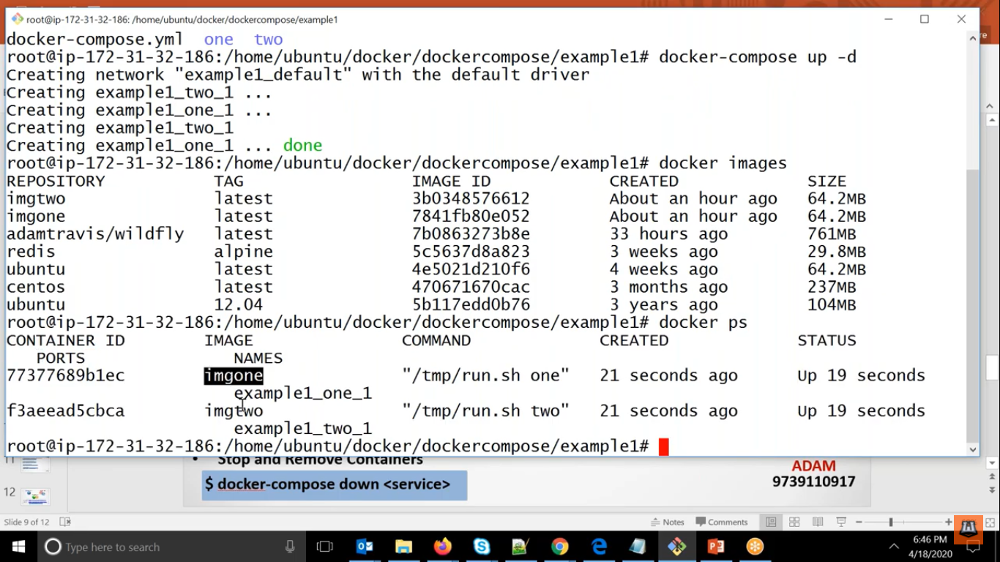 root@ip-172-31-32-186: /home/ubuntu/docker/dockercompose/example1
docker-compose.yml one two
root@ip-172-31-32-186:/home/ubuntu/docker/dockercompose/example1# docker-compose up -d
Creating network "example1_default" with the default driver
Creating example1_two_1 ...
Creating example1_one_1 ...
Creating example1_two_1
Creating example1_one_1 ... done
root@ip-172-31-32-186:/home/ubuntu/docker/dockercompose/example1# docker images
REPOSITORY TAG IMAGE ID CREATED SIZE
imgtwo latest 3b0348576612 About an hour ago 64.2MB
imgone latest 7841fb80e052 About an hour ago 64.2MB
adamtravis/wildfly latest 7b0863273b8e 33 hours ago 761MB
redis alpine 5c5637d8a823 3 weeks ago 29.8MB
ubuntu latest 4e5021d210f6 4 weeks ago 64.2MB
centos latest 470671670cac 3 months ago 237MB
ubuntu 12.04 5b117edd0b76 3 years ago 104MB
root@ip-172-31-32-186:/home/ubuntu/docker/dockercompose/example1# docker ps
CONTAINER ID IMAGE COMMAND CREATED STATUS
PORTS NAMES
77377689b1ec imgone "/tmp/run.sh one" 21 seconds ago Up 19 seconds
example1_one_1
f3aeead5cbca imgtwo "/tmp/run.sh two" 21 seconds ago Up 19 seconds
example1_two_1
root@ip-172-31-32-186:/home/ubuntu/docker/dockercompose/example1#
• Stop and Remove Containers
$ docker-compose down <service>
ADAM
9739110917
12
Slide 9 of 12
Notes
Comments
Type here to search
6:46 PM
4/18/2020